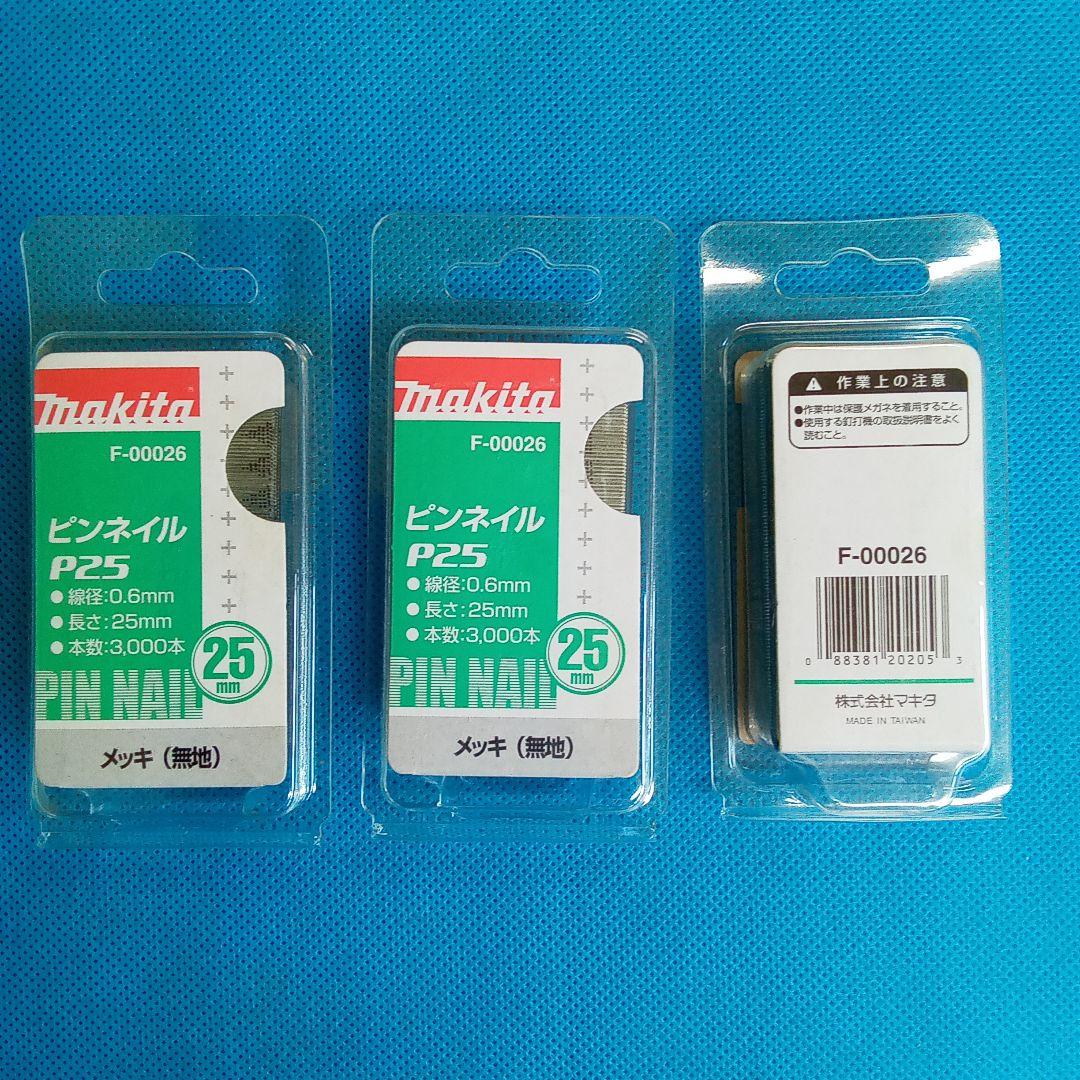 makita
F-00026
ピンネイル
P25
●線径:0.6mm
●長さ:25mm
●本数:3,000本
25
mm
PIN NAIL
メッキ（無地）
makita
F-00026
ピンネイル
P25
●線径:0.6mm
●長さ:25mm
●本数:3,000本
25
mm
PIN NAIL
メッキ（無地）
作業上の注意
●作業中は保護メガネを着用すること。
●使用する釘打機の取扱説明書をよく
読むこと。
F-00026
0 88381 20205 3
株式会社マキタ
MADE IN TAIWAN